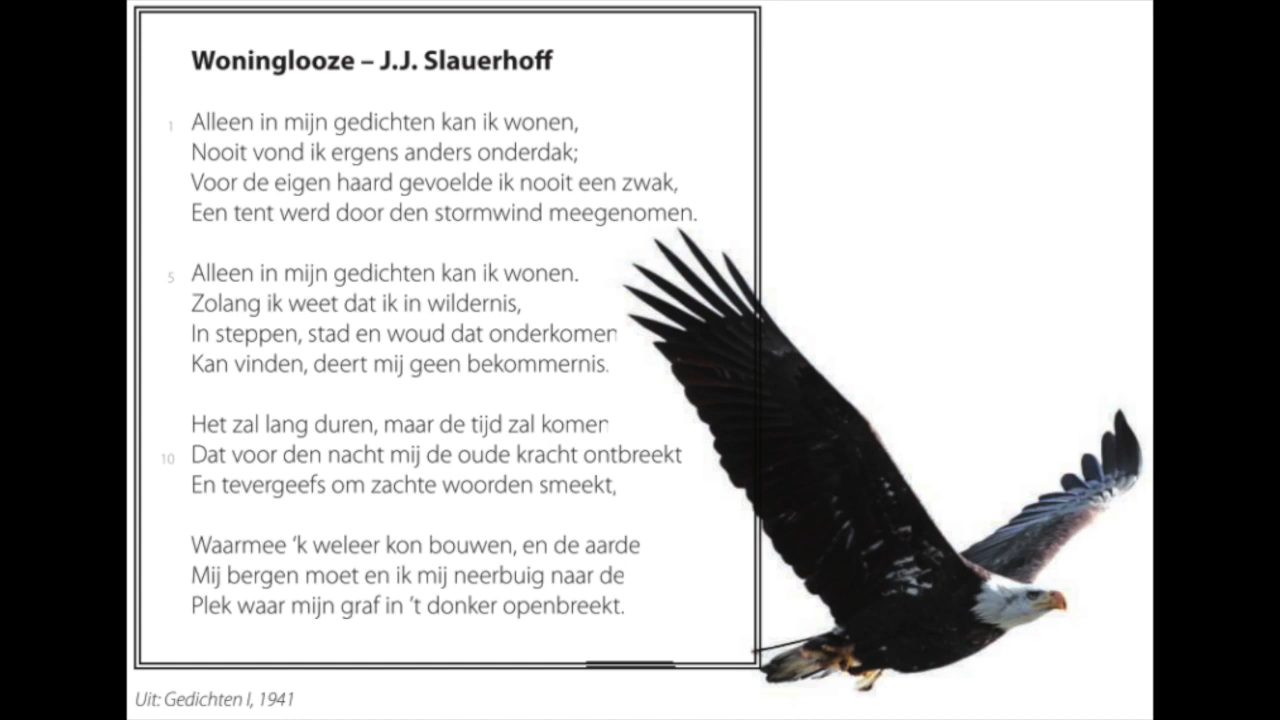 Woninglooze – J.J. Slauerhoff
1 Alleen in mijn gedichten kan ik wonen,
Nooit vond ik ergens anders onderdak;
Voor de eigen haard gevoelde ik nooit een zwak,
Een tent werd door den stormwind meegenomen.
5 Alleen in mijn gedichten kan ik wonen.
Zolang ik weet dat ik in wildernis,
In steppen, stad en woud dat onderkomen
Kan vinden, deert mij geen bekommernis.
Het zal lang duren, maar de tijd zal komen
10 Dat voor den nacht mij de oude kracht ontbreekt
En tevergeefs om zachte woorden smeekt,
Waarmee ’k weleer kon bouwen, en de aarde
Mij bergen moet en ik mij neerbuig naar de
Plek waar mijn graf in ’t donker openbreekt.
Uit: Gedichten I, 1941